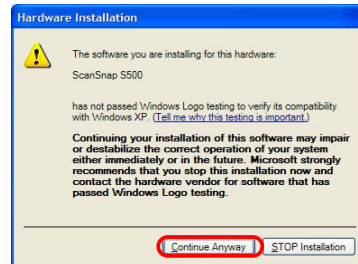 Hardware Installation
The software you are installing for this hardware:
ScanSnap S500
has not passed Windows Logo testing to verify its compatibility
with Windows XP. (Tell me why this testing is important.)
Continuing your installation of this software may impair
or destabilize the correct operation of your system
either immediately or in the future. Microsoft strongly
recommends that you stop this installation now and
contact the hardware vendor for software that has
passed Windows Logo testing.
Continue Anyway STOP Installation